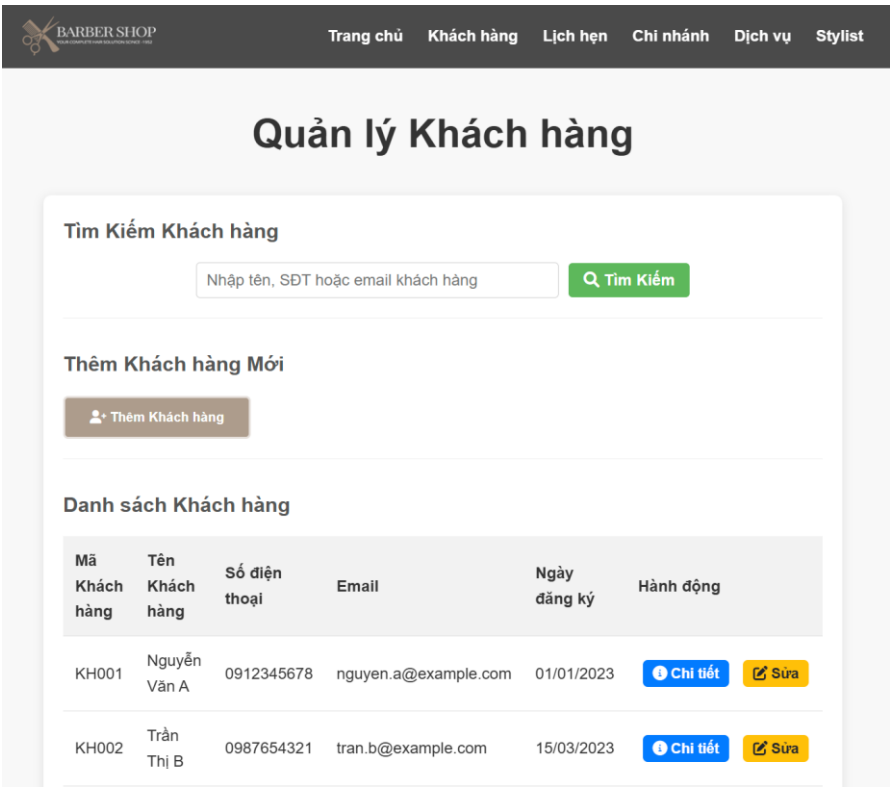 BARBER SHOP
Trang chủ Khách hàng Lịch hẹn Chi nhánh Dịch vụ Stylist
Quản lý Khách hàng
Tìm Kiếm Khách hàng
Nhập tên, SĐT hoặc email khách hàng Tìm Kiếm
Thêm Khách hàng Mới
Thêm Khách hàng
Danh sách Khách hàng
Mã Khách hàng Tên Khách hàng Số điện thoại Email Ngày đăng ký Hành động
KH001 Nguyễn Văn A 0912345678 nguyen.a@example.com 01/01/2023 Chi tiết Sửa
KH002 Trần Thị B 0987654321 tran.b@example.com 15/03/2023 Chi tiết Sửa